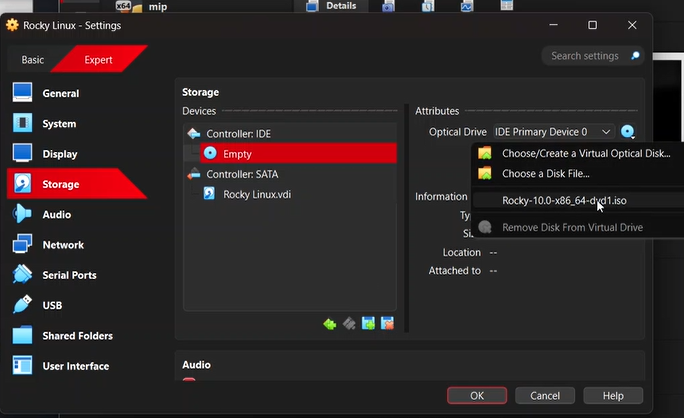 x64 mip
Details
Rocky Linux - Settings
Basic Expert
Search settings
General
System
Display
Storage
Audio
Network
Serial Ports
USB
Shared Folders
User Interface
Storage
Devices
Controller: IDE
Empty
Controller: SATA
Rocky Linux.vdi
Attributes
Optical Drive IDE Primary Device 0
Choose/Create a Virtual Optical Disk...
Choose a Disk File...
Rocky-10.0-x86_64-dvd1.iso
Remove Disk From Virtual Drive
Information
Ty
Si
Location --
Attached to --
Audio
OK Cancel Help